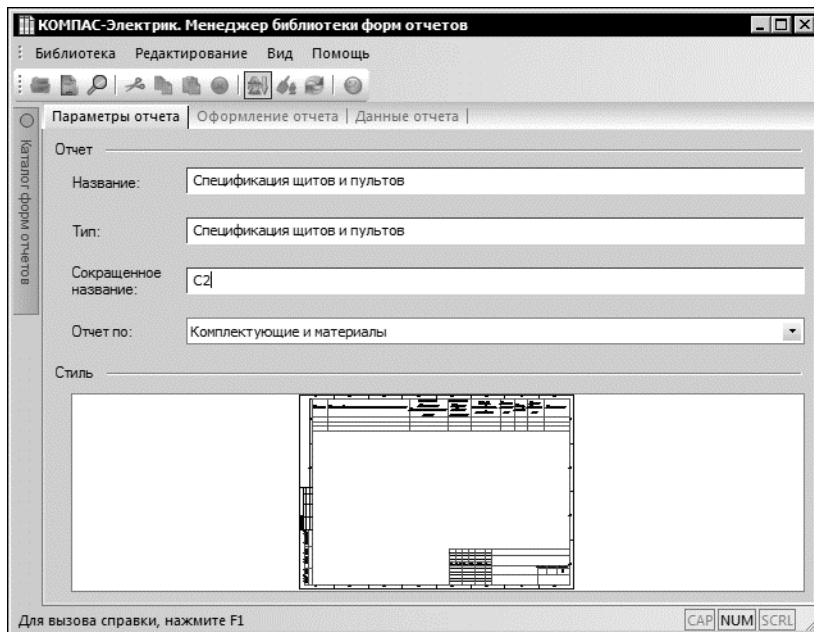 КОМПАС-Электрик. Менеджер библиотеки форм отчетов
Библиотека Редактирование Вид Помощь
Каталог форм отчетов
Параметры отчета Оформление отчета Данные отчета
Отчет
Название: Спецификация щитов и пультов
Тип: Спецификация щитов и пультов
Сокращенное
название:
С2
Отчет по: Комплектующие и материалы
Стиль
Для вызова справки, нажмите F1 CAP NUM SCRL